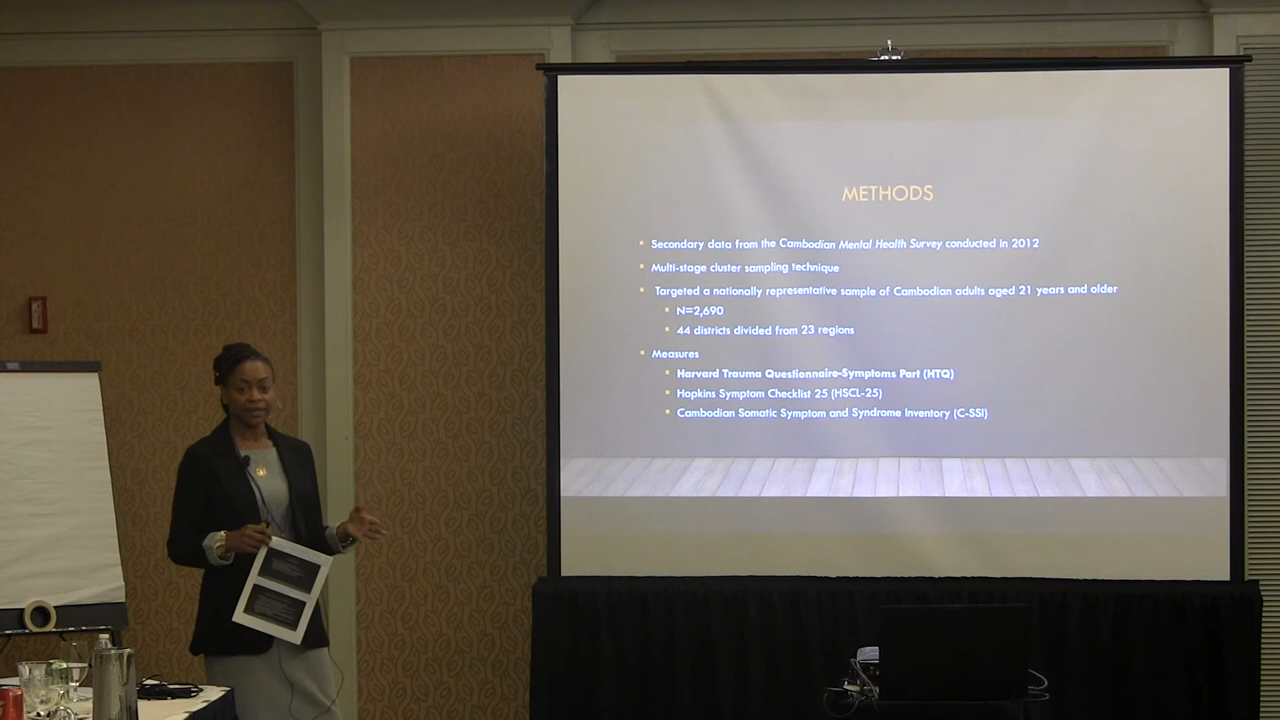 METHODS
Secondary data from the Cambodian Mental Health Survey conducted in 2012
Multi-stage cluster sampling technique
Targeted a nationally representative sample of Cambodian adults aged 21 years and older
N=2,690
44 districts divided from 23 regions
Measures
Harvard Trauma Questionnaire-Symptoms Part (HTQ)
Hopkins Symptom Checklist 25 (HSCL-25)
Cambodian Somatic Symptom and Syndrome Inventory (C-SSI)